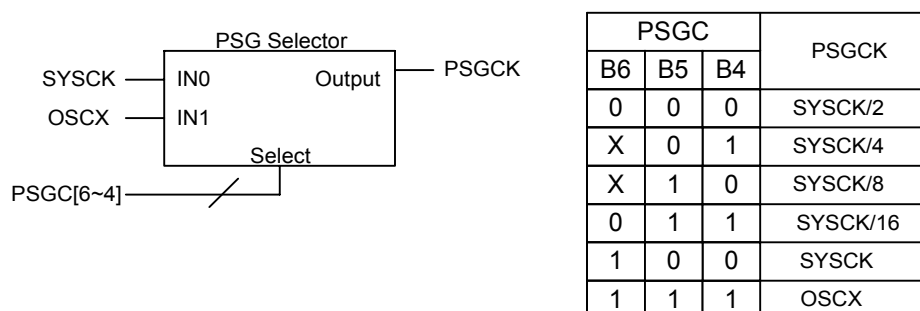 PSG Selector
SYSCK IN0 Output PSGCK
OSCX IN1
Select
PSGC[6~4]
PSGC PSGCK
B6 B5 B4
0 0 0 SYSCK/2
X 0 1 SYSCK/4
X 1 0 SYSCK/8
0 1 1 SYSCK/16
1 0 0 SYSCK
1 1 1 OSCX